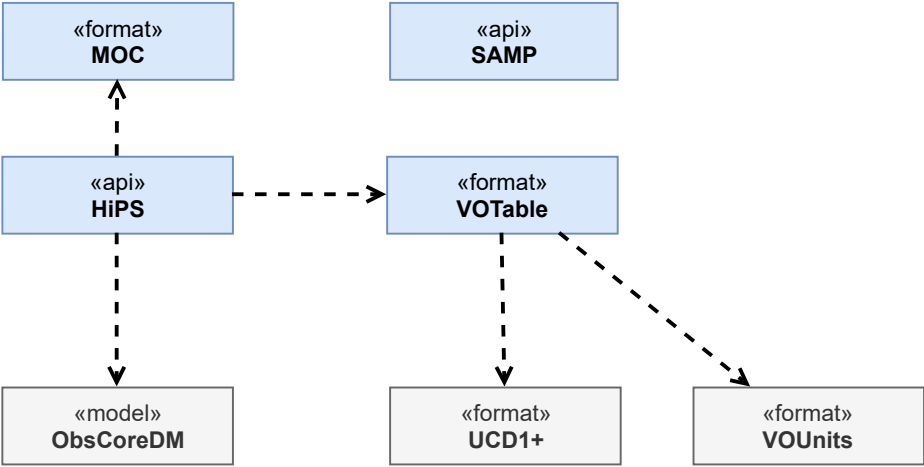 «format»
MOC
«api»
SAMP
«api»
HiPS
«format»
VOTable
«model»
ObsCoreDM
«format»
UCD1+
«format»
VOUnits